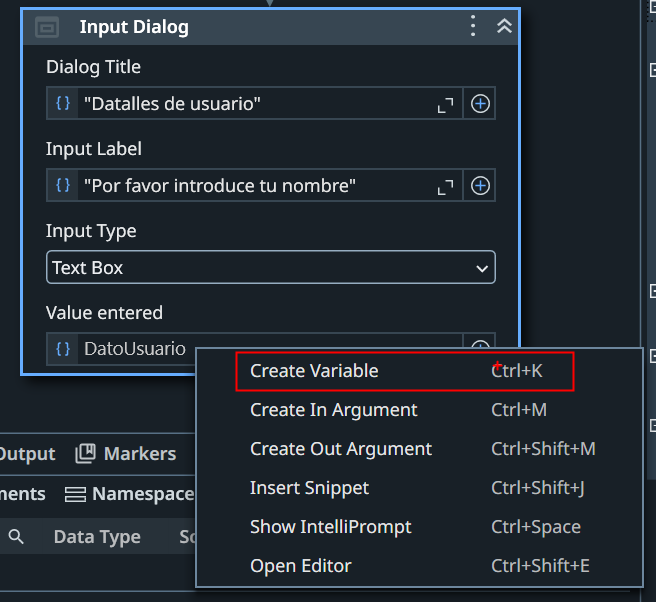 Input Dialog
Dialog Title
"Datalles de usuario"
Input Label
"Por favor introduce tu nombre"
Input Type
Text Box
Value entered
DatoUsuario
Create Variable Ctrl+K
Create In Argument Ctrl+M
Create Out Argument Ctrl+Shift+M
Insert Snippet Ctrl+Shift+J
Show IntelliPrompt Ctrl+Space
Open Editor Ctrl+Shift+E
Output Markers
Namespace
Data Type